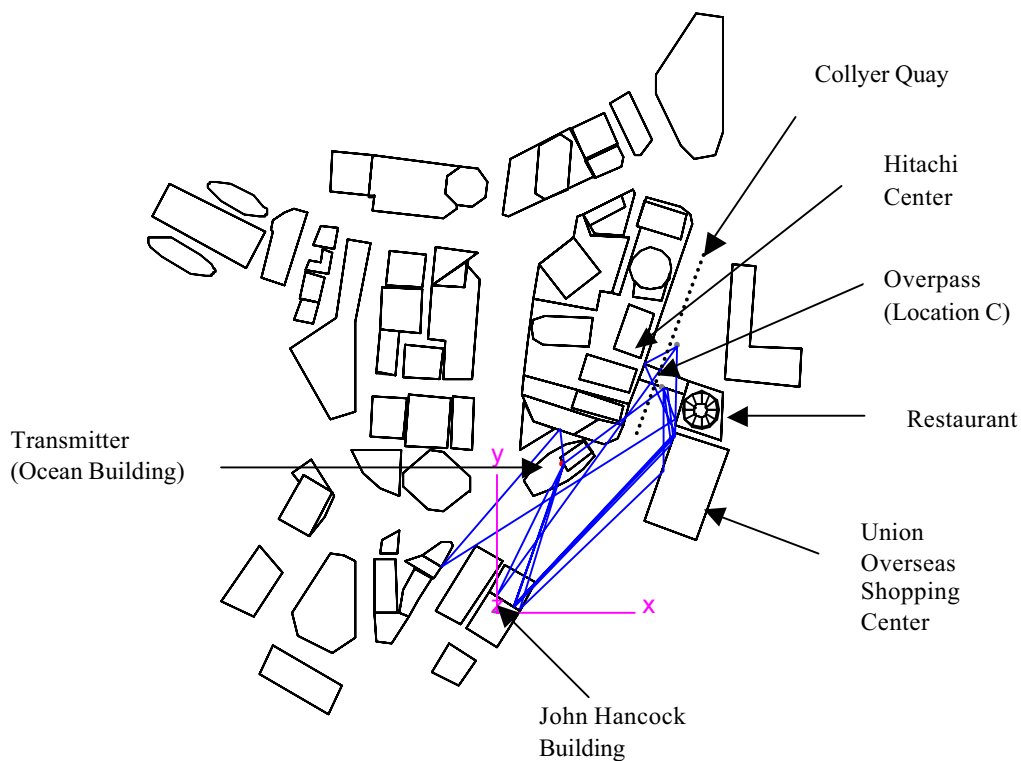 Collyer Quay
Hitachi
Center
Overpass
(Location C)
Restaurant
Transmitter
(Ocean Building)
y
z
x
Union
Overseas
Shopping
Center
John Hancock
Building